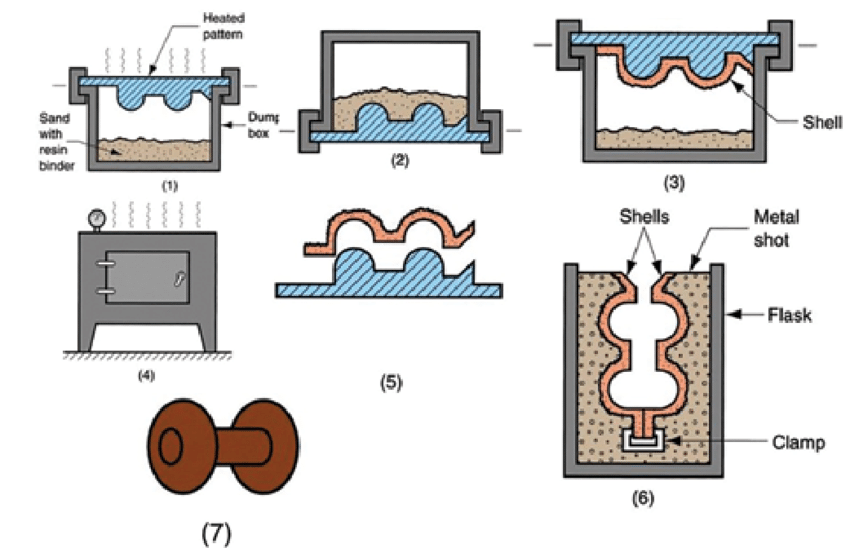 Heated
pattern
Sand
with
resin
binder
Dump
box
(1)
(2)
Shell
(3)
(4)
(5)
Shells
Metal
shot
Flask
Clamp
(6)
(7)